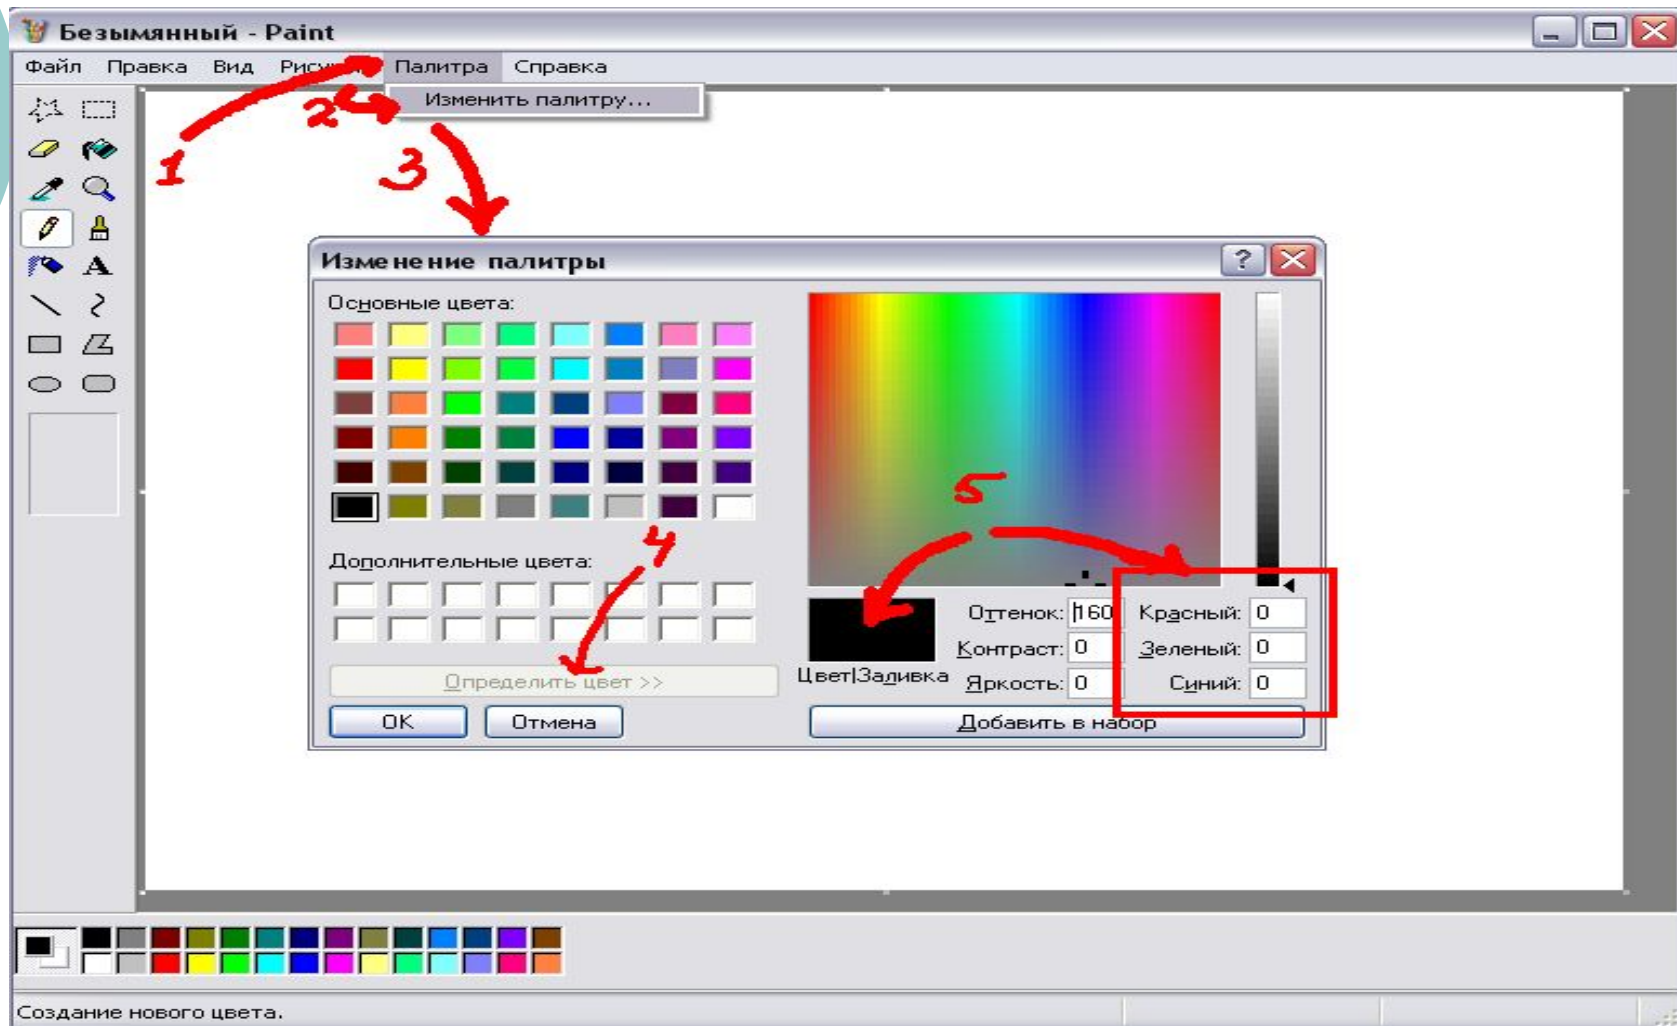 Безымянный - Paint
Файл Правка Вид Палитра Справка
Изменить палитру...
1
2
3
Изменение палитры
Основные цвета:
5
4
Дополнительные цвета:
Оттенок: 160 Красный: 0
Контраст: 0 Зеленый: 0
Цвет|Заливка Яркость: 0 Синий: 0
Определить цвет >>
ОК Отмена Добавить в набор
Создание нового цвета.